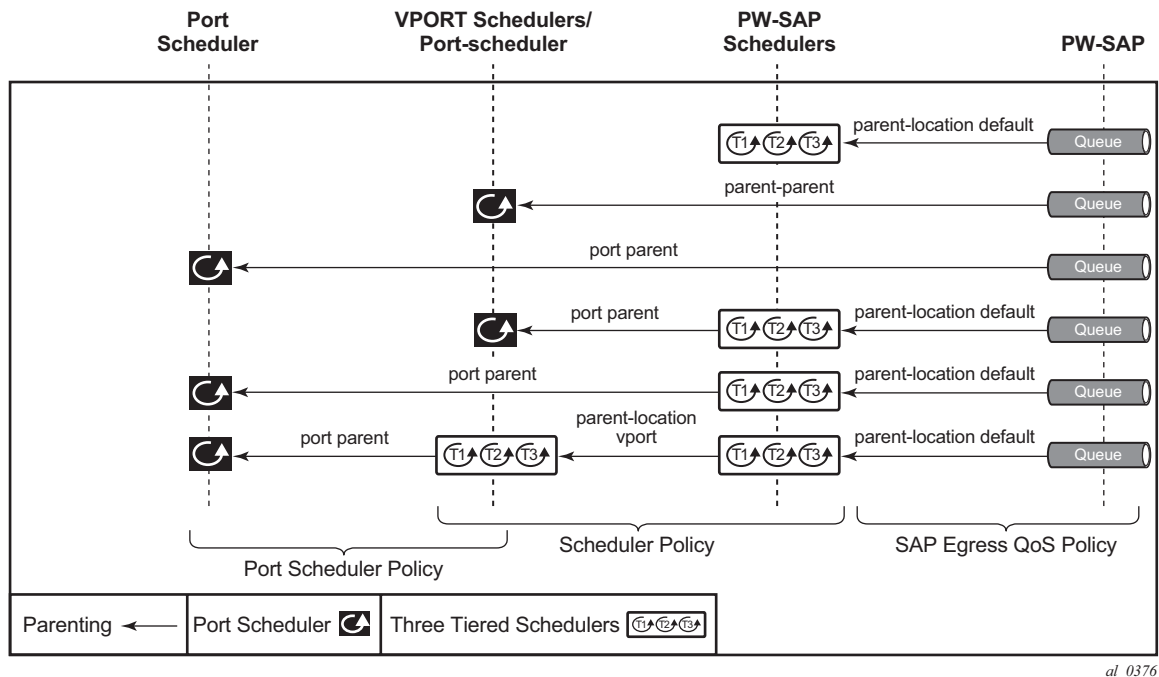 Port
Scheduler
VPORT Schedulers/
Port-scheduler
PW-SAP
Schedulers
PW-SAP
T1 T2 T3
parent-location default
Queue
parent-parent
Queue
port parent
Queue
port parent
T1 T2 T3
parent-location default
Queue
port parent
T1 T2 T3
parent-location default
Queue
port parent
T1 T2 T3
parent-location
vport
T1 T2 T3
parent-location default
Queue
Port Scheduler Policy
Scheduler Policy
SAP Egress QoS Policy
Parenting
Port Scheduler
Three Tiered Schedulers
T1 T2 T3
al_0376